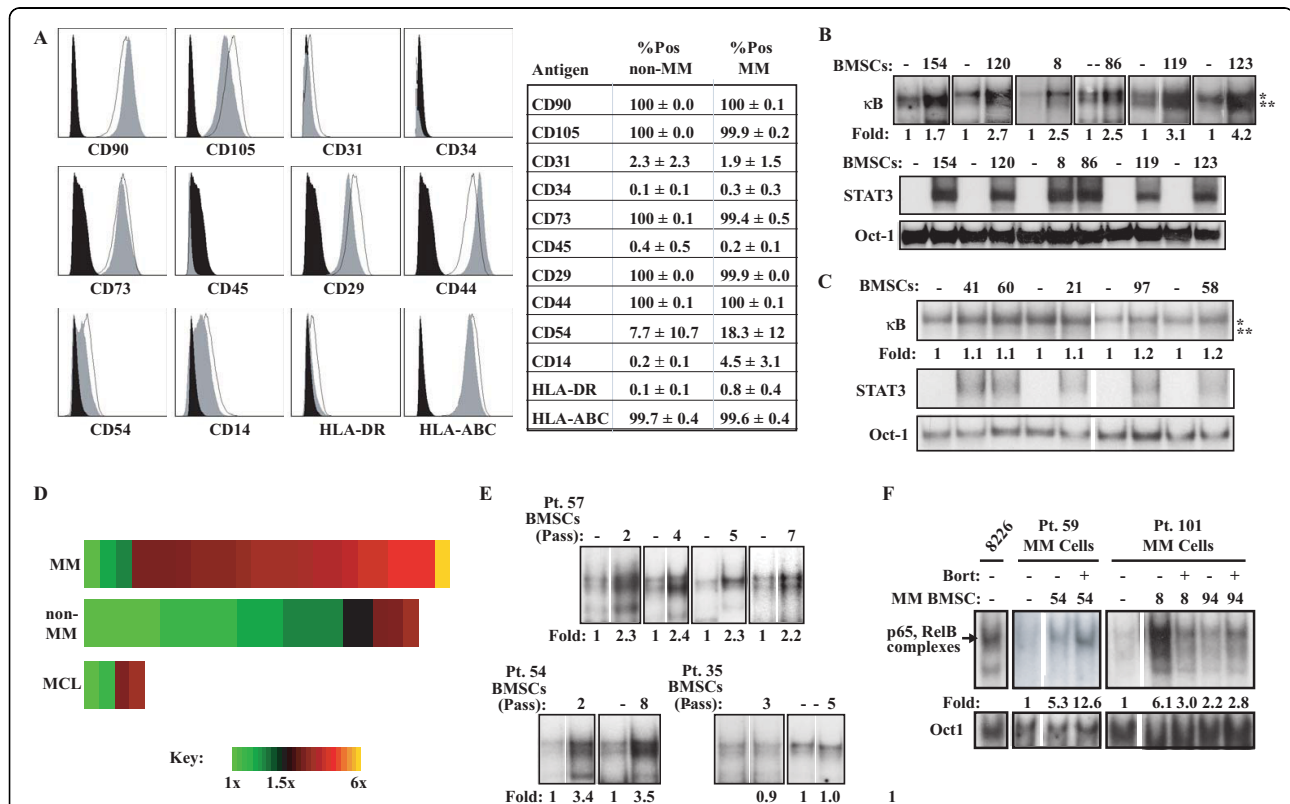 A
CD90 CD105 CD31 CD34
CD73 CD45 CD29 CD44
CD54 CD14 HLA-DR HLA-ABC
Antigen %Pos non-MM %Pos MM
CD90 100 ± 0.0 100 ± 0.1
CD105 100 ± 0.0 99.9 ± 0.2
CD31 2.3 ± 2.3 1.9 ± 1.5
CD34 0.1 ± 0.1 0.3 ± 0.3
CD73 100 ± 0.1 99.4 ± 0.5
CD45 0.4 ± 0.5 0.2 ± 0.1
CD29 100 ± 0.0 99.9 ± 0.0
CD44 100 ± 0.1 100 ± 0.1
CD54 7.7 ± 10.7 18.3 ± 12
CD14 0.2 ± 0.1 4.5 ± 3.1
HLA-DR 0.1 ± 0.1 0.8 ± 0.4
HLA-ABC 99.7 ± 0.4 99.6 ± 0.4
B
BMSCs: - 154 - 120 - 8 -- 86 - 119 - 123
κB *
**
Fold: 1 1.7 1 2.7 1 2.5 1 2.5 1 3.1 1 4.2
BMSCs: - 154 - 120 - 8 86 - 119 - 123
STAT3
Oct-1
C
BMSCs: - 41 60 - 21 - 97 - 58
κB *
**
Fold: 1 1.1 1.1 1 1.1 1 1.2 1 1.2
STAT3
Oct-1
D
MM
non-
MM
MCL
Key:
1x 1.5x 6x
E
Pt. 57
BMSCs
(Pass): - 2 - 4 - 5 - 7
Fold: 1 2.3 1 2.4 1 2.3 1 2.2
Pt. 54
BMSCs
(Pass): 2 - 8
Fold: 1 3.4 1 3.5
Pt. 35
BMSCs
(Pass): - 3 - - 5
0.9 1 1.0 1
F
8226
Pt. 59
MM Cells
Pt. 101
MM Cells
Bort: - - - + - - + - +
MM BMSC: - - 54 54 - 8 8 94 94
p65, RelB
complexes
Fold: 1 5.3 12.6 1 6.1 3.0 2.2 2.8
Oct1